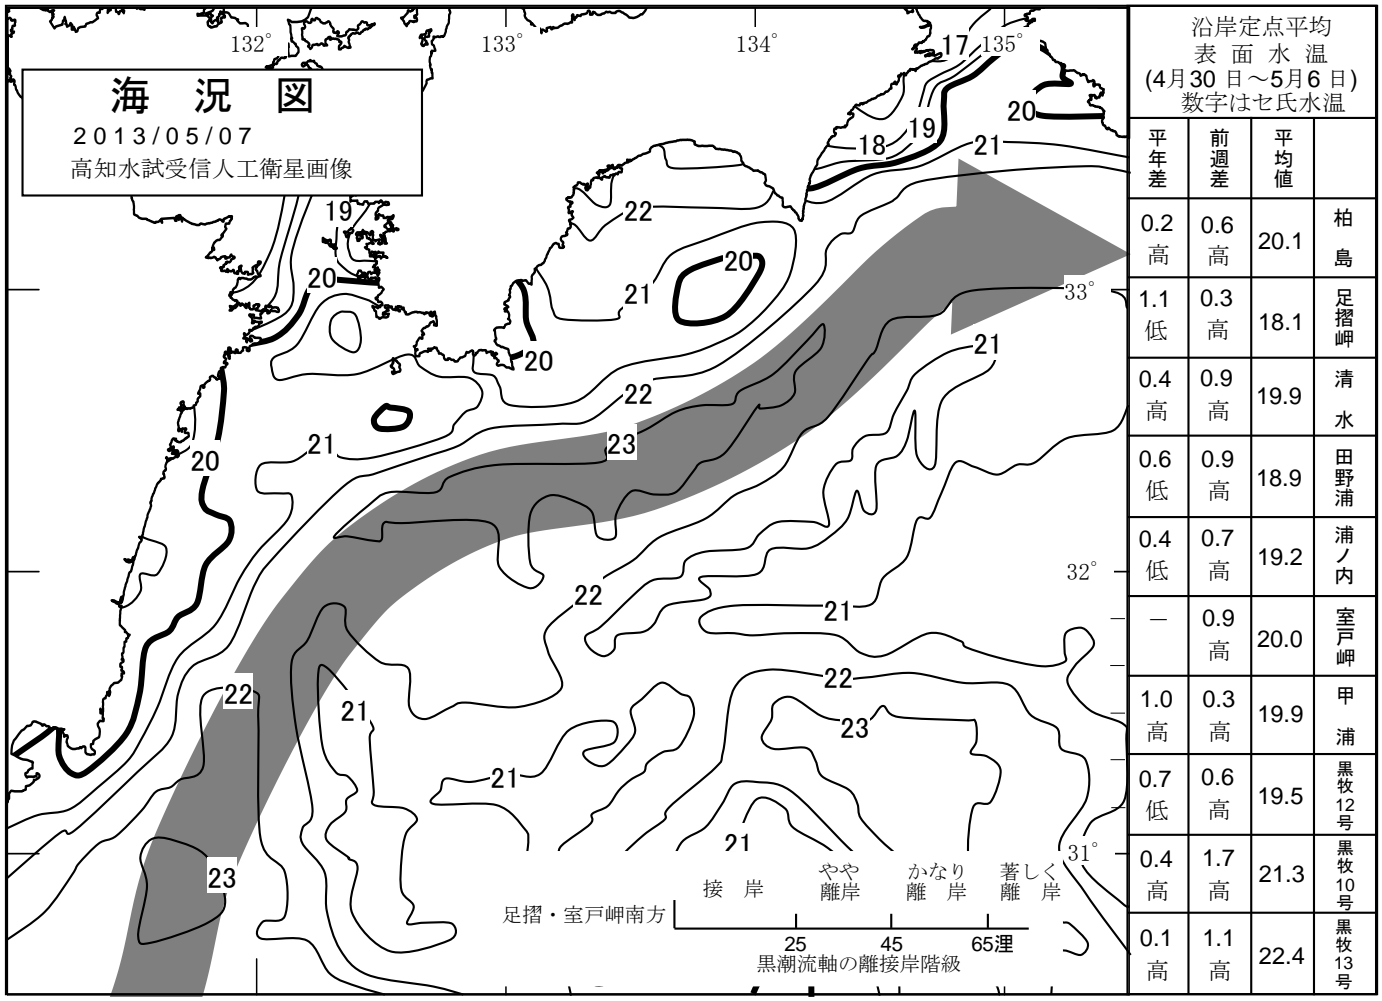 海況図
2013/05/07
高知水試受信人工衛星画像
132°
133°
134°
135°
17
18
19
20
21
22
21
20
19
20
20
21
20
22
23
21
33°
32°
31°
22
21
22
21
23
22
21
21
23
21
接岸 やや離岸 かなり離岸 著しく離岸
足摺・室戸岬南方
25 45 65浬
黒潮流軸の離接岸階級
沿岸定点平均
表面水温
(4月30日～5月6日)
数字はセ氏水温
平年差 前週差 平均値
0.2高 0.6高 20.1 柏島
1.1低 0.3高 18.1 足摺岬
0.4高 0.9高 19.9 清水
0.6低 0.9高 18.9 田野浦
0.4低 0.7高 19.2 浦ノ内
－ 0.9高 20.0 室戸岬
1.0高 0.3高 19.9 甲浦
0.7低 0.6高 19.5 黒牧12号
0.4高 1.7高 21.3 黒牧10号
0.1高 1.1高 22.4 黒牧13号